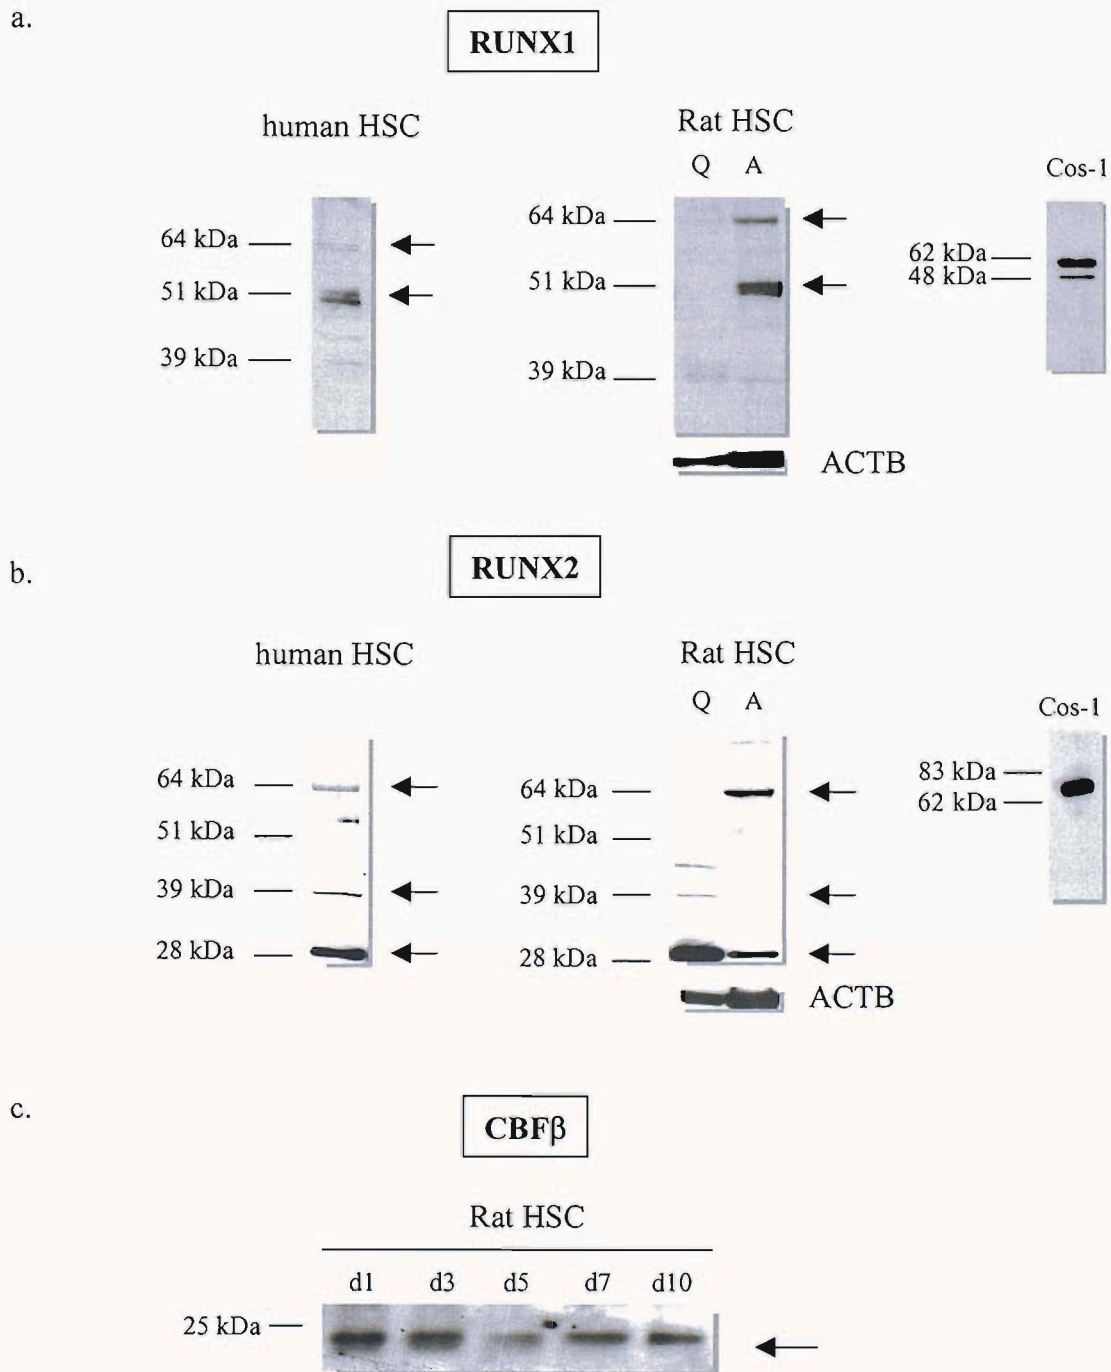 a.
RUNX1
human HSC
64 kDa
51 kDa
39 kDa
Rat HSC
Q A
64 kDa
51 kDa
39 kDa
ACTB
Cos-1
62 kDa
48 kDa
b.
RUNX2
human HSC
64 kDa
51 kDa
39 kDa
28 kDa
Rat HSC
Q A
64 kDa
51 kDa
39 kDa
28 kDa
ACTB
Cos-1
83 kDa
62 kDa
c.
CBFβ
Rat HSC
d1 d3 d5 d7 d10
25 kDa